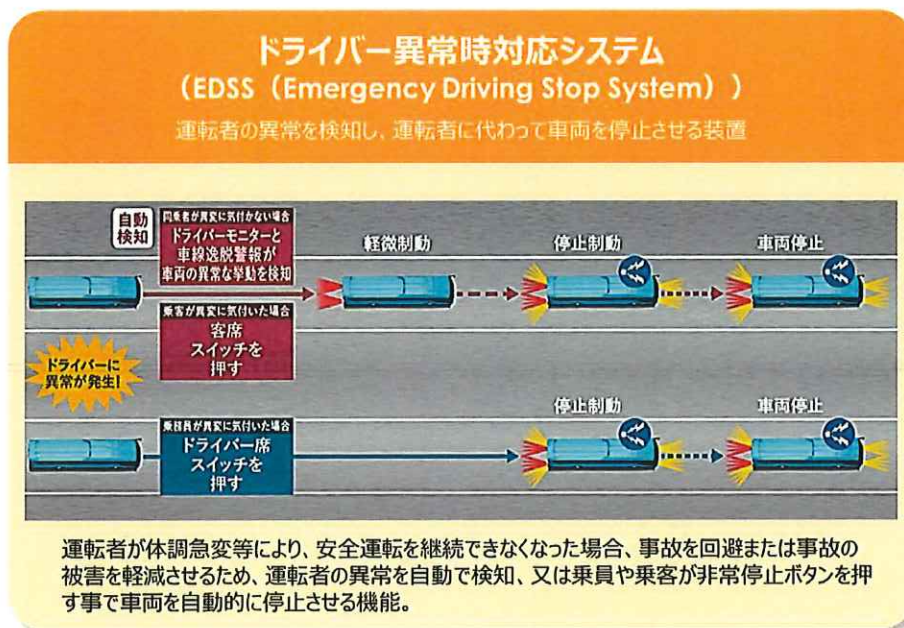 ドライバー異常時対応システム
(EDSS（Emergency Driving Stop System）)
運転者の異常を検知し、運転者に代わって車両を停止させる装置
自動
検知
同乗者が異変に気付かない場合
ドライバーモニターと
車線逸脱警報が
車両の異常な挙動を検知
軽微制動
停止制動
車両停止
乗客が異変に気付いた場合
客席
スイッチを
押す
ドライバーに
異常が発生!
乗務員が異変に気付いた場合
ドライバー席
スイッチを
押す
停止制動
車両停止
運転者が体調急変等により、安全運転を継続できなくなった場合、事故を回避または事故の
被害を軽減させるため、運転者の異常を自動で検知、又は乗員や乗客が非常停止ボタンを押
す事で車両を自動的に停止させる機能。